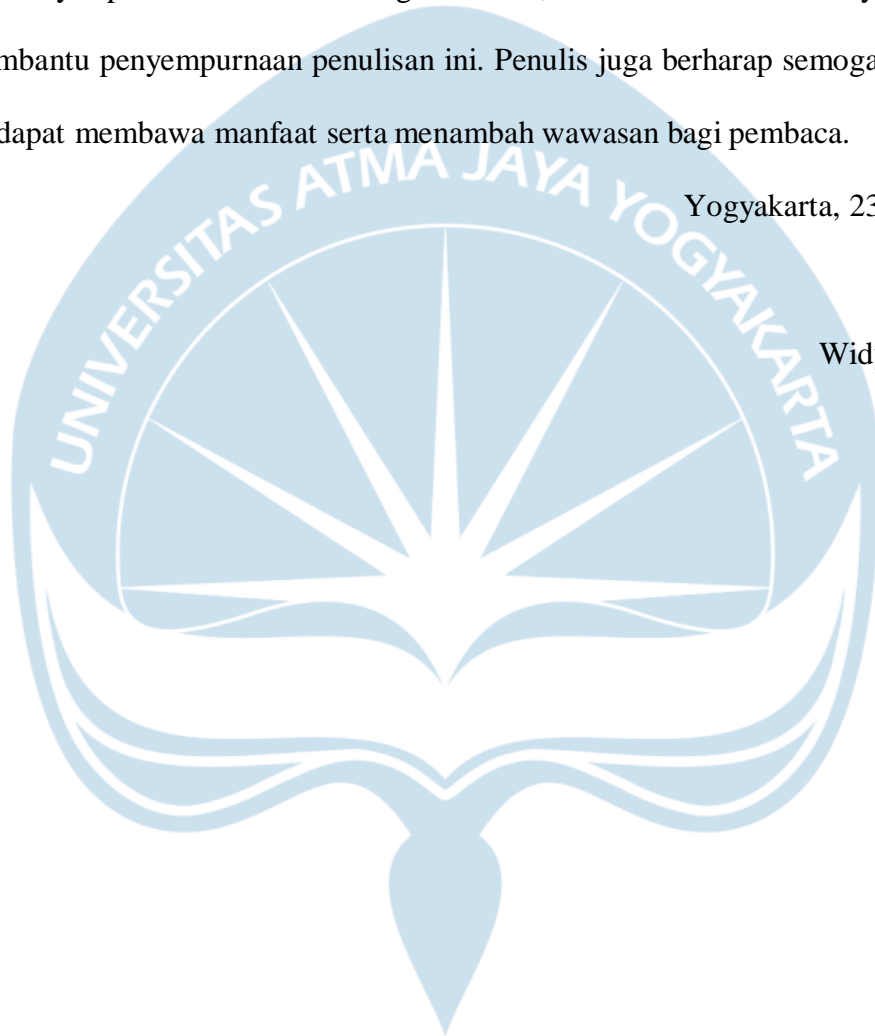 mbantu penyempurnaan penulisan ini. Penulis juga berharap semoga
dapat membawa manfaat serta menambah wawasan bagi pembaca.
UNIVERSITAS ATMA JAYA YOGYAKARTA
Yogyakarta, 23